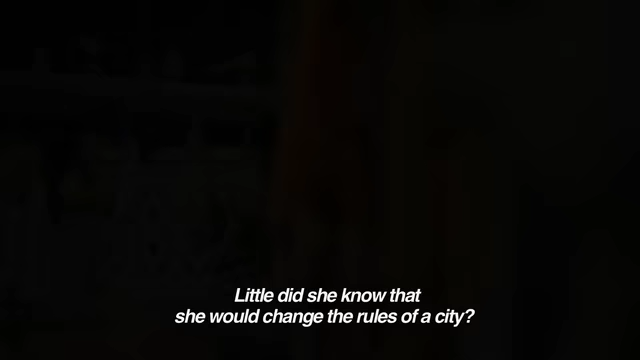 Little did she know that
she would change the rules of a city?